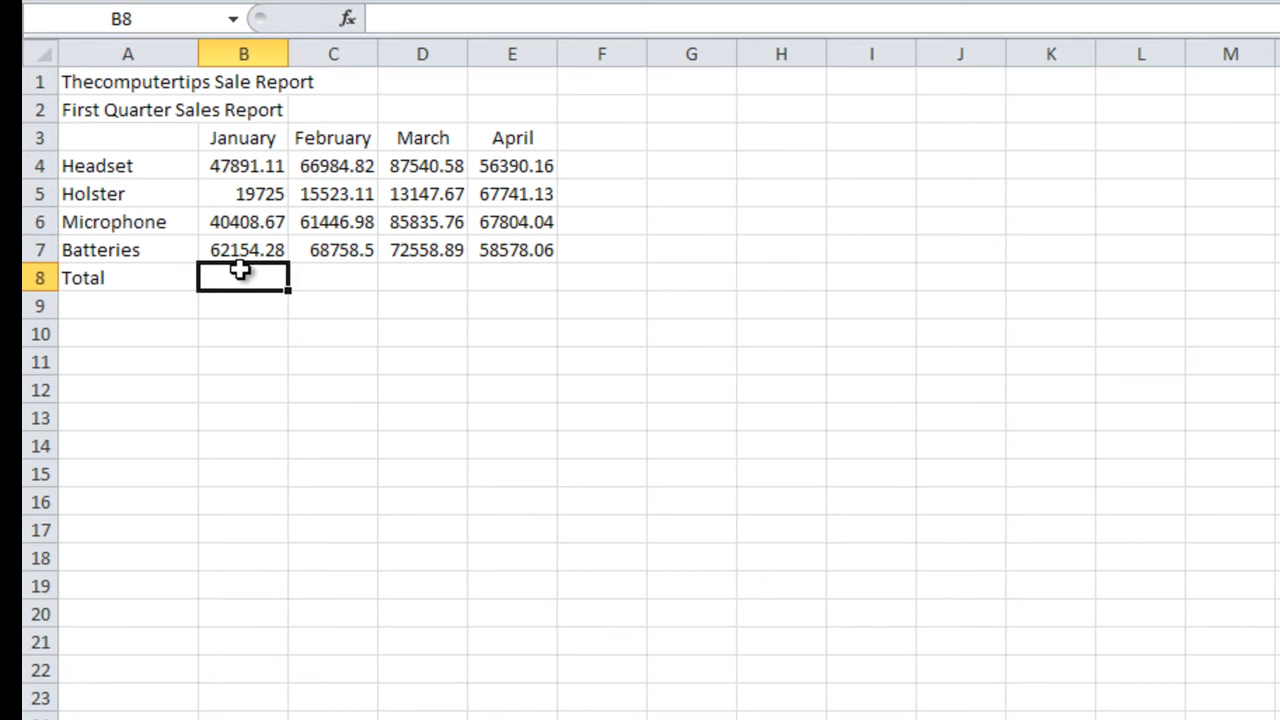 B8 fx
A B C D E F G H I J K L M
1 Thecomputertips Sale Report
2 First Quarter Sales Report
3 January February March April
4 Headset 47891.11 66984.82 87540.58 56390.16
5 Holster 19725 15523.11 13147.67 67741.13
6 Microphone 40408.67 61446.98 85835.76 67804.04
7 Batteries 62154.28 68758.5 72558.89 58578.06
8 Total
9
10
11
12
13
14
15
16
17
18
19
20
21
22
23